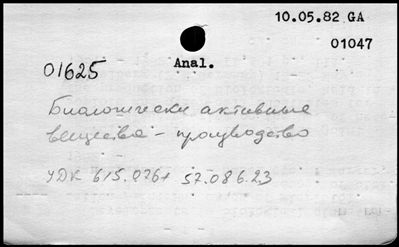 10.05.82 GA
01047
01625
Anal.
Биологически активные
вещества - производство
УДК 615.076+ 57.086.23